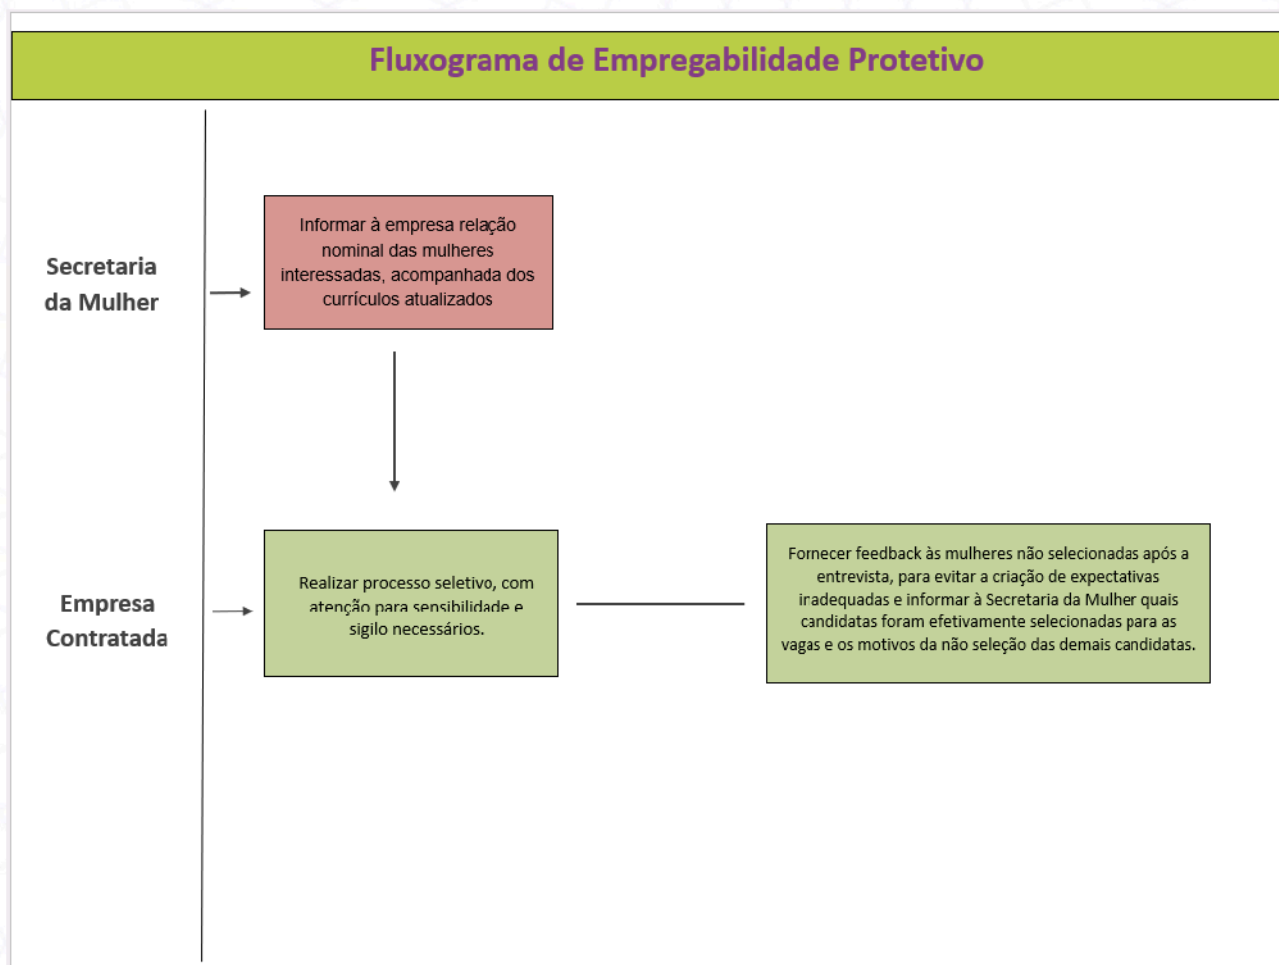 Fluxograma de Empregabilidade Protetivo
Secretaria
da Mulher
Informar à empresa relação
nominal das mulheres
interessadas, acompanhada dos
currículos atualizados
Empresa
Contratada
Realizar processo seletivo, com
atenção para sensibilidade e
sigilo necessários.
Fornecer feedback às mulheres não selecionadas após a
entrevista, para evitar a criação de expectativas
inadequadas e informar à Secretaria da Mulher quais
candidatas foram efetivamente selecionadas para as
vagas e os motivos da não seleção das demais candidatas.